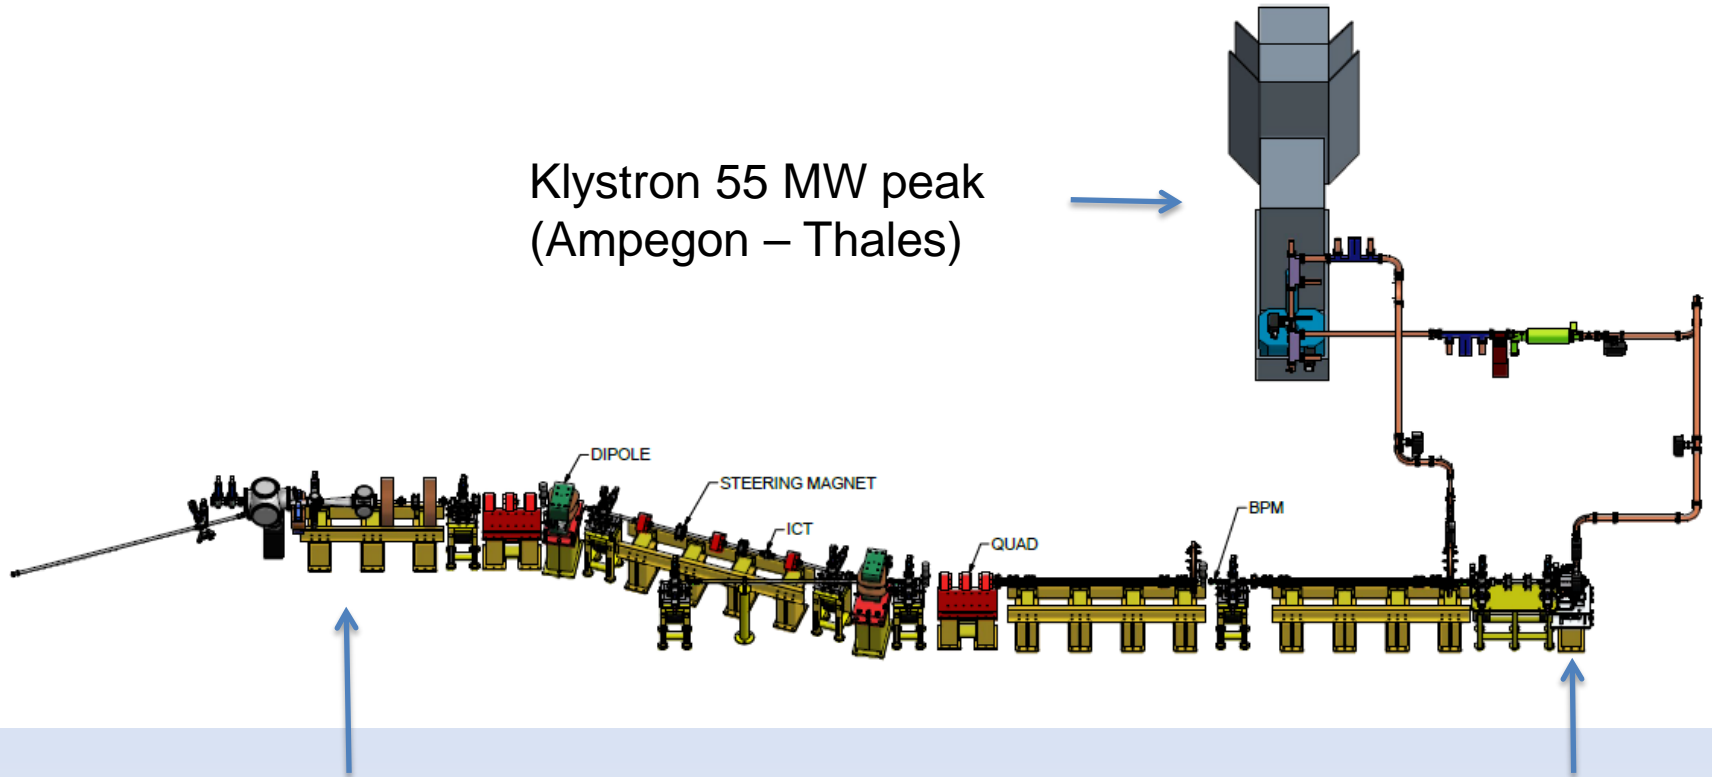 Klystron 55 MW peak
(Ampegon – Thales)
DIPOLE
STEERING MAGNET
ICT
BPM
QUAD